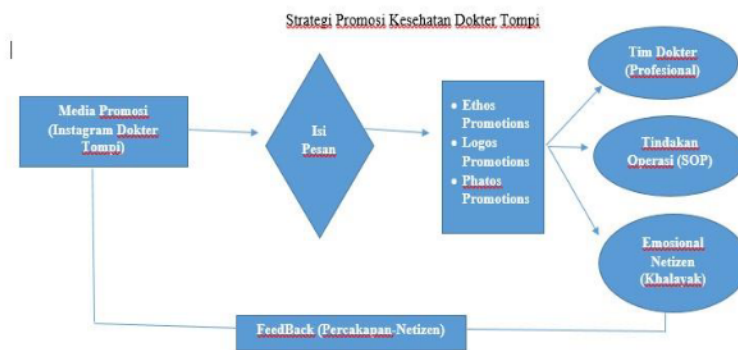 Strategi Promosi Kesehatan Dokter Tompi
Media Promosi
(Instagram Dokter
Tompi)
Isi
Pesan
• Ethos
Promotions
• Logos
Promotions
• Phatos
Promotions
Tim Dokter
(Profesional)
Tindakan
Operasi (SOP)
Emosional
Netizen
(Khalayak)
FeedBack (Percakapan-Netizen)